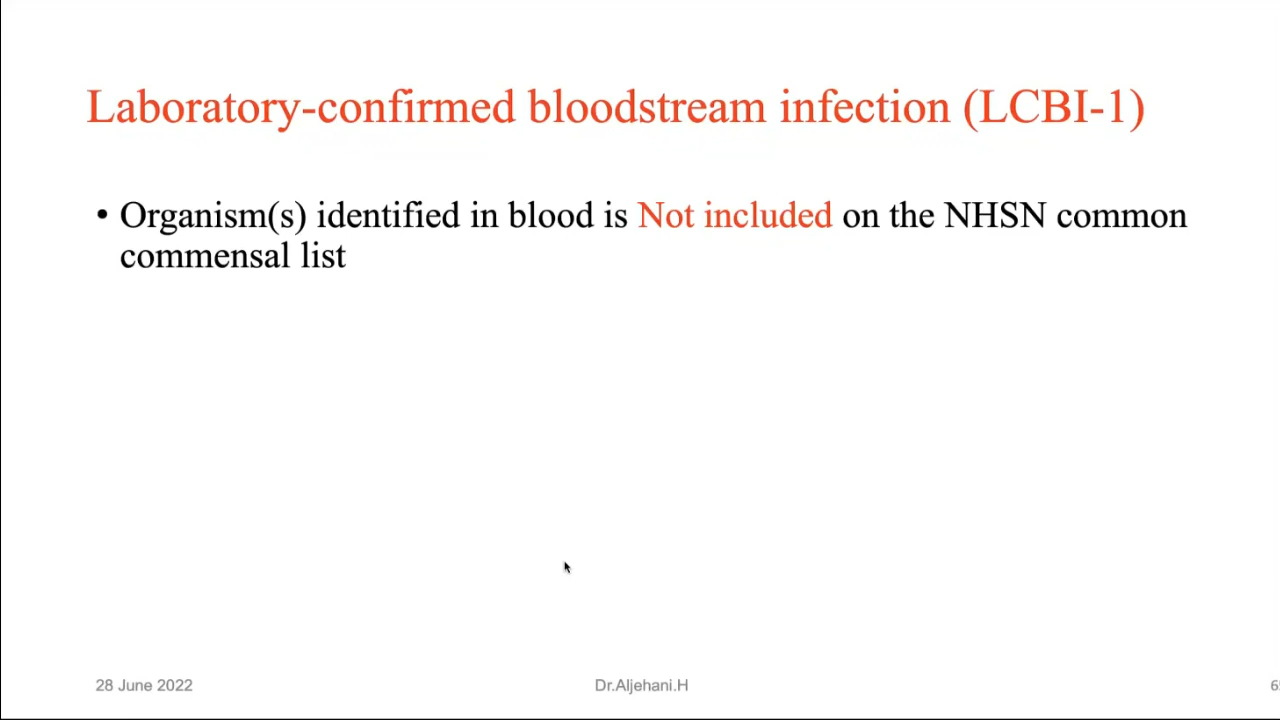 Laboratory-confirmed bloodstream infection (LCBI-1)
• Organism(s) identified in blood is Not included on the NHSN common
commensal list
28 June 2022
Dr.Aljehani.H